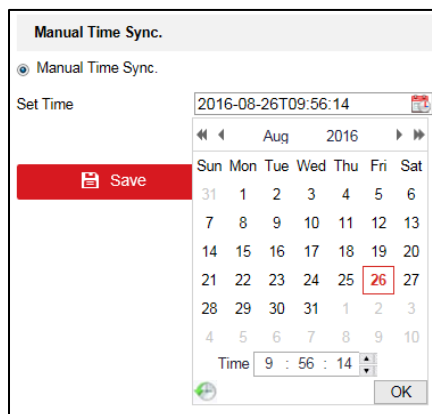 Manual Time Sync.
Manual Time Sync.
Set Time 2016-08-26T09:56:14
Aug 2016
Sun Mon Tue Wed Thu Fri Sat
31 1 2 3 4 5 6
7 8 9 10 11 12 13
14 15 16 17 18 19 20
21 22 23 24 25 26 27
28 29 30 31 1 2 3
4 5 6 7 8 9 10
Time 9 : 56 : 14
OK
Save